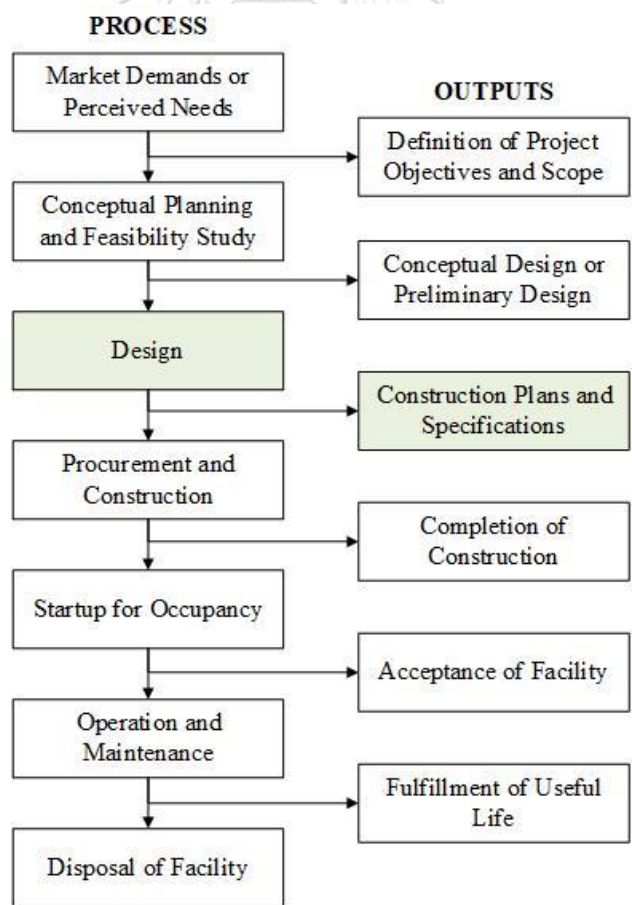 PROCESS
Market Demands or
Perceived Needs
OUTPUTS
Definition of Project
Objectives and Scope
Conceptual Planning
and Feasibility Study
Conceptual Design or
Preliminary Design
Design
Construction Plans and
Specifications
Procurement and
Construction
Completion of
Construction
Startup for Occupancy
Acceptance of Facility
Operation and
Maintenance
Fulfillment of Useful
Life
Disposal of Facility